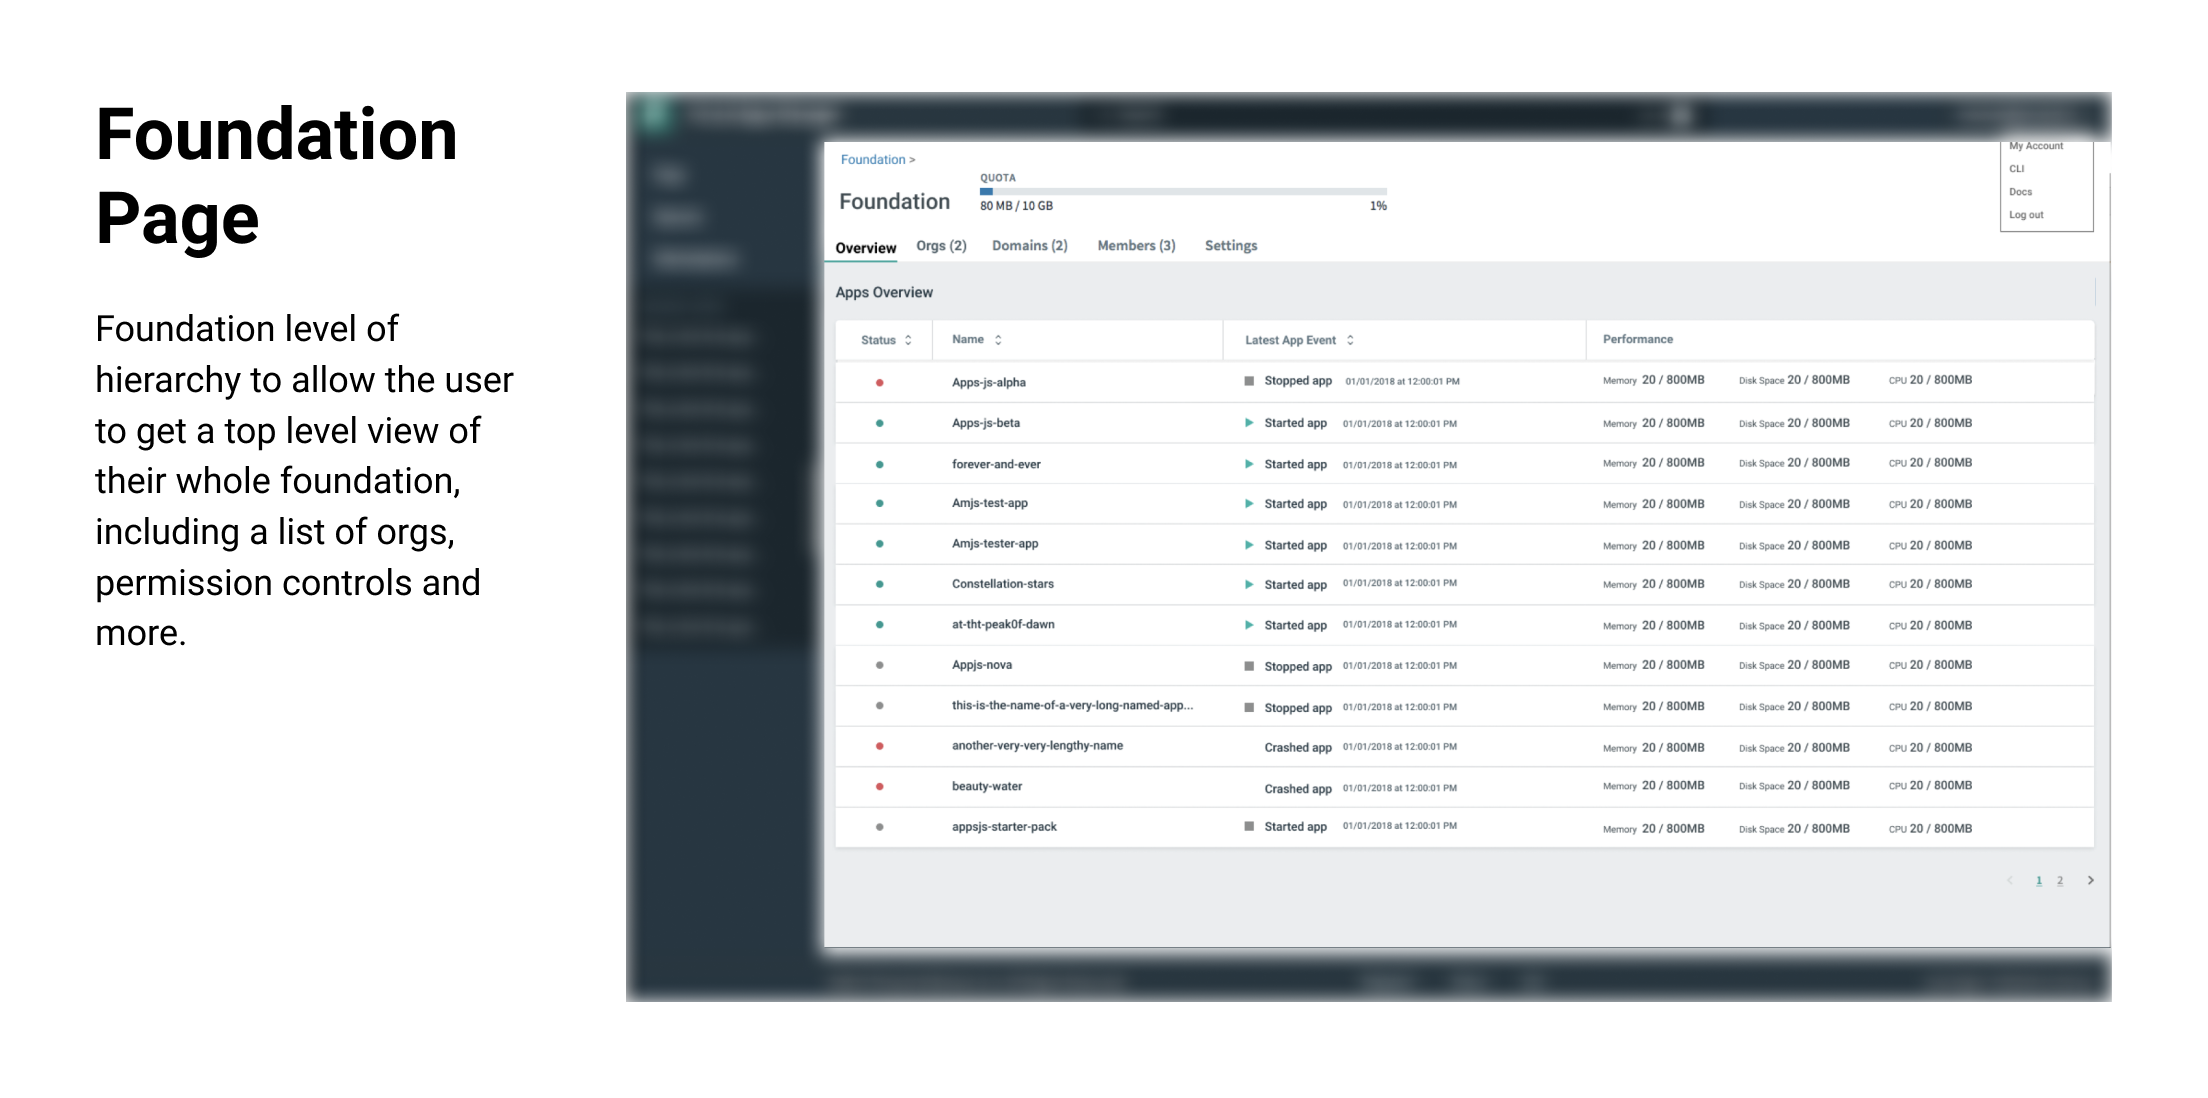 Foundation
Page
Foundation level of
hierarchy to allow the user
to get a top level view of
their whole foundation,
including a list of orgs,
permission controls and
more.
Foundation >
My Account
CLI
Docs
Log out
QUOTA
Foundation
80 MB / 10 GB 1%
Overview Orgs (2) Domains (2) Members (3) Settings
Apps Overview
Status Name Latest App Event Performance
Apps-js-alpha Stopped app 01/01/2018 at 12:00:01 PM Memory 20 / 800MB Disk Space 20 / 800MB CPU 20 / 800MB
Apps-js-beta Started app 01/01/2018 at 12:00:01 PM Memory 20 / 800MB Disk Space 20 / 800MB CPU 20 / 800MB
forever-and-ever Started app 01/01/2018 at 12:00:01 PM Memory 20 / 800MB Disk Space 20 / 800MB CPU 20 / 800MB
Amjs-test-app Started app 01/01/2018 at 12:00:01 PM Memory 20 / 800MB Disk Space 20 / 800MB CPU 20 / 800MB
Amjs-tester-app Started app 01/01/2018 at 12:00:01 PM Memory 20 / 800MB Disk Space 20 / 800MB CPU 20 / 800MB
Constellation-stars Started app 01/01/2018 at 12:00:01 PM Memory 20 / 800MB Disk Space 20 / 800MB CPU 20 / 800MB
at-tht-peak0f-dawn Started app 01/01/2018 at 12:00:01 PM Memory 20 / 800MB Disk Space 20 / 800MB CPU 20 / 800MB
Appjs-nova Stopped app 01/01/2018 at 12:00:01 PM Memory 20 / 800MB Disk Space 20 / 800MB CPU 20 / 800MB
this-is-the-name-of-a-very-long-named-app... Stopped app 01/01/2018 at 12:00:01 PM Memory 20 / 800MB Disk Space 20 / 800MB CPU 20 / 800MB
another-very-very-lengthy-name Crashed app 01/01/2018 at 12:00:01 PM Memory 20 / 800MB Disk Space 20 / 800MB CPU 20 / 800MB
beauty-water Crashed app 01/01/2018 at 12:00:01 PM Memory 20 / 800MB Disk Space 20 / 800MB CPU 20 / 800MB
appsjs-starter-pack Started app 01/01/2018 at 12:00:01 PM Memory 20 / 800MB Disk Space 20 / 800MB CPU 20 / 800MB
< 1 2 >